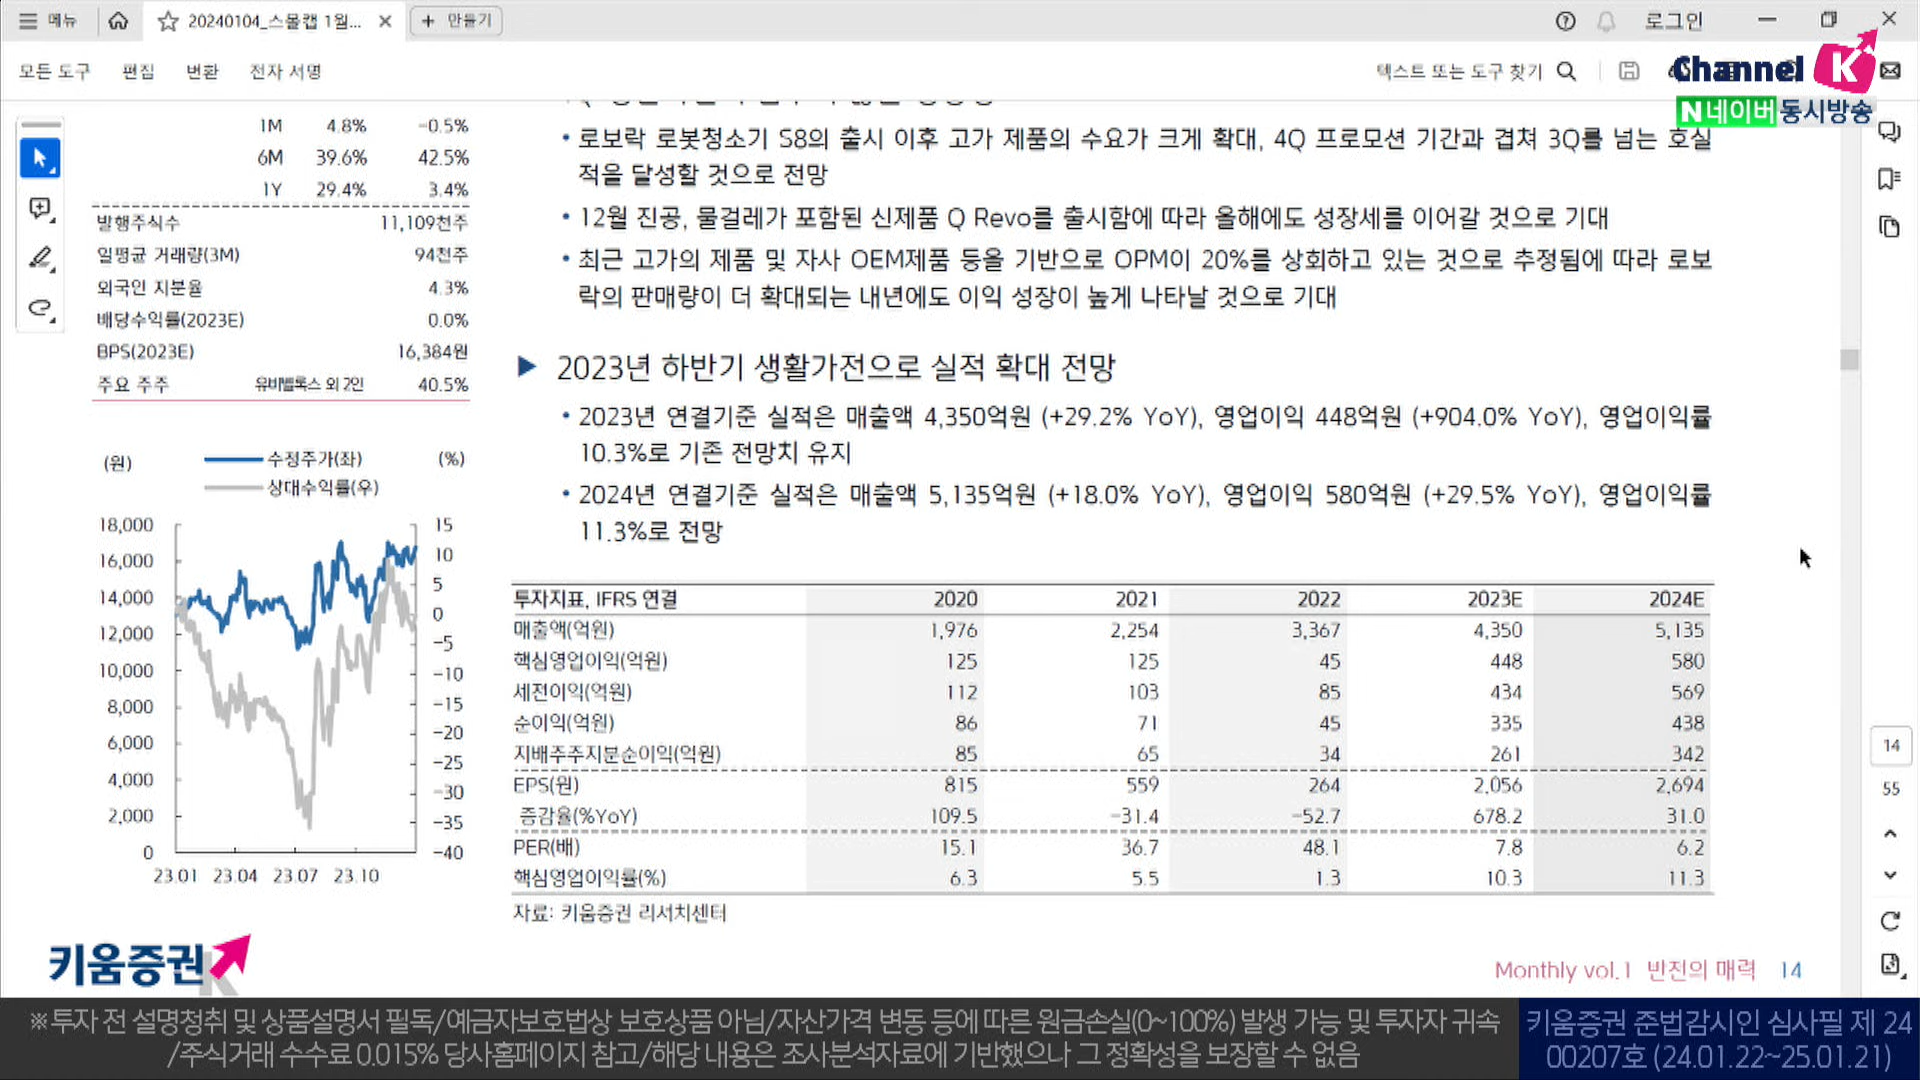 메뉴
20240104_스몰캡 1월...
만들기
로그인
모든 도구 편집 변환 전자 서명
텍스트 또는 도구 찾기
Channel K
N 네이버 동시방송
1M 4.8% -0.5%
6M 39.6% 42.5%
1Y 29.4% 3.4%
발행주식수 11,109천주
일평균 거래량(3M) 94천주
외국인 지분율 4.3%
배당수익률(2023E) 0.0%
BPS(2023E) 16,384원
주요 주주 유비벨록스 외 2인 40.5%
(원) 수정주가(좌) (%)
상대수익률(우)
18,000 15
16,000 10
14,000 5
12,000 0
10,000 -5
8,000 -10
6,000 -15
4,000 -20
2,000 -25
0 -30
-35
-40
23.01 23.04 23.07 23.10
• 로보락 로봇청소기 S8의 출시 이후 고가 제품의 수요가 크게 확대, 4Q 프로모션 기간과 겹쳐 3Q를 넘는 호실
적을 달성할 것으로 전망
• 12월 진공, 물걸레가 포함된 신제품 Q Revo를 출시함에 따라 올해에도 성장세를 이어갈 것으로 기대
• 최근 고가의 제품 및 자사 OEM제품 등을 기반으로 OPM이 20%를 상회하고 있는 것으로 추정됨에 따라 로보
락의 판매량이 더 확대되는 내년에도 이익 성장이 높게 나타날 것으로 기대
▶ 2023년 하반기 생활가전으로 실적 확대 전망
• 2023년 연결기준 실적은 매출액 4,350억원 (+29.2% YoY), 영업이익 448억원 (+904.0% YoY), 영업이익률
10.3%로 기존 전망치 유지
• 2024년 연결기준 실적은 매출액 5,135억원 (+18.0% YoY), 영업이익 580억원 (+29.5% YoY), 영업이익률
11.3%로 전망
투자지표, IFRS 연결 2020 2021 2022 2023E 2024E
매출액(억원) 1,976 2,254 3,367 4,350 5,135
핵심영업이익(억원) 125 125 45 448 580
세전이익(억원) 112 103 85 434 569
순이익(억원) 86 71 45 335 438
지배주주지분순이익(억원) 85 65 34 261 342
EPS(원) 815 559 264 2,056 2,694
증감율(%YoY) 109.5 -31.4 -52.7 678.2 31.0
PER(배) 15.1 36.7 48.1 7.8 6.2
핵심영업이익률(%) 6.3 5.5 1.3 10.3 11.3
자료: 키움증권 리서치센터
14
55
키움증권
Monthly vol.1 반전의 매력 14
※투자 전 설명청취 및 상품설명서 필독/예금자보호법상 보호상품 아님/자산가격 변동 등에 따른 원금손실(0~100%) 발생 가능 및 투자자 귀속
/주식거래 수수료 0.015% 당사홈페이지 참고/해당 내용은 조사분석자료에 기반했으나 그 정확성을 보장할 수 없음
키움증권 준법감시인 심사필 제 24
00207호 (24.01.22~25.01.21)